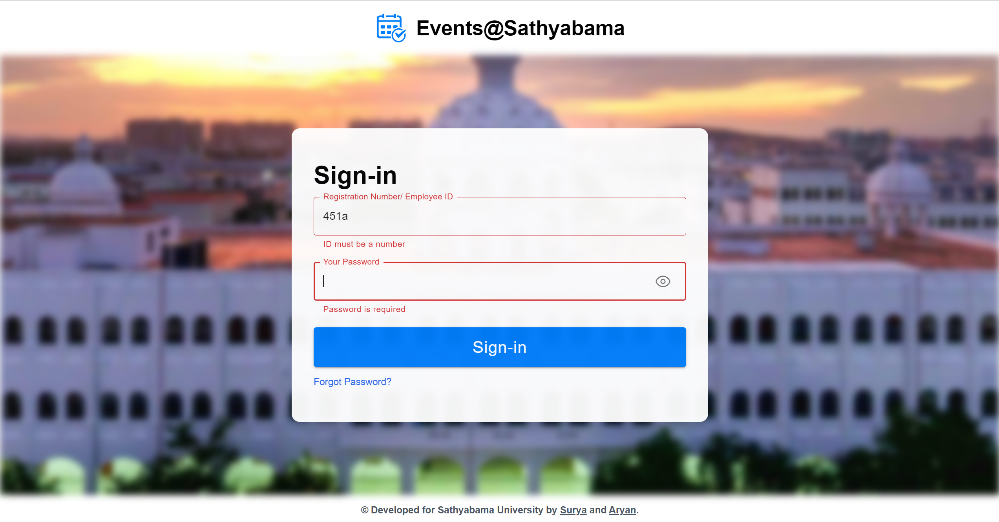 Events@Sathyabama
Sign-in
Registration Number/ Employee ID
451a
ID must be a number
Your Password
Password is required
Sign-in
Forgot Password?
© Developed for Sathyabama University by Surya and Aryan.